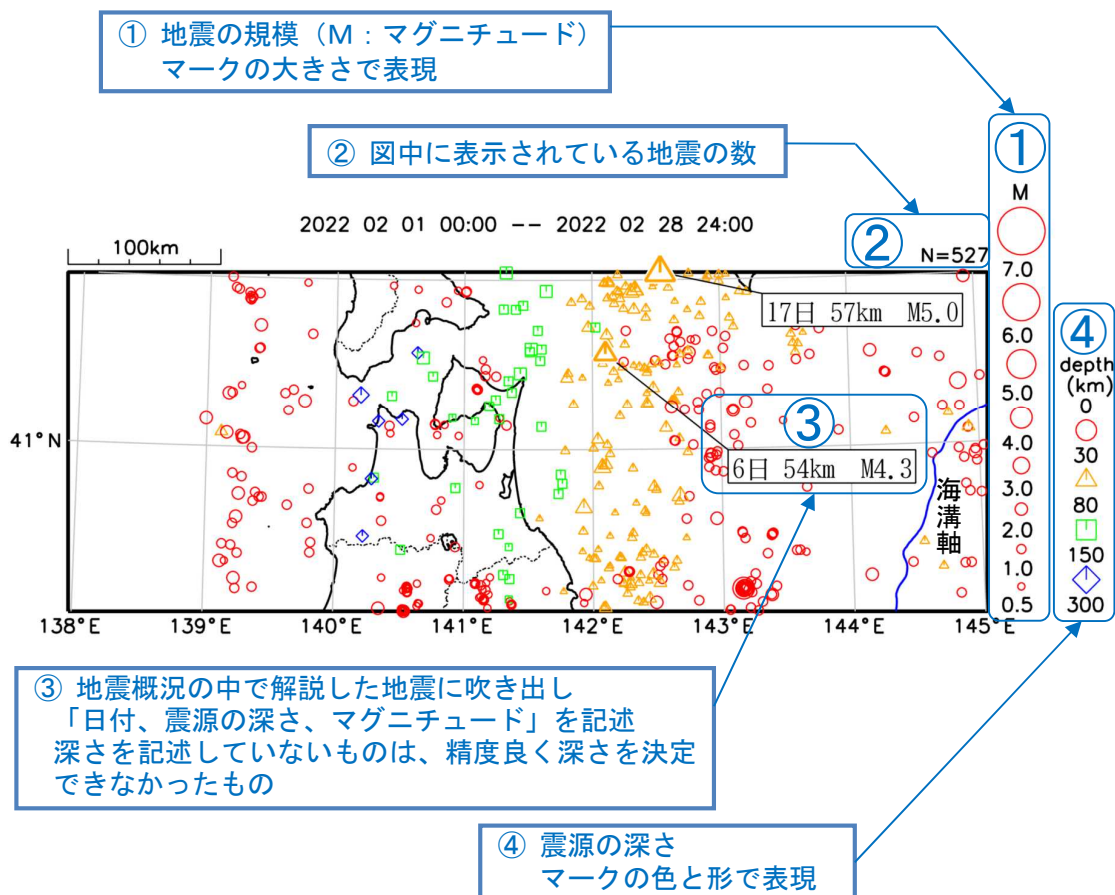 ① 地震の規模（Ｍ：マグニチュード）
マークの大きさで表現
② 図中に表示されている地震の数
2022 02 01 00:00 -- 2022 02 28 24:00
100km
②
N=527
①
M
7.0
6.0
5.0
4.0
3.0
2.0
1.0
0.5
④
depth
(km)
0
30
80
150
300
17日 57km M5.0
③
6日 54km M4.3
41°N
海溝軸
138°E 139°E 140°E 141°E 142°E 143°E 144°E 145°E
③ 地震概況の中で解説した地震に吹き出し
「日付、震源の深さ、マグニチュード」を記述
深さを記述していないものは、精度良く深さを決定
できなかったもの
④ 震源の深さ
マークの色と形で表現